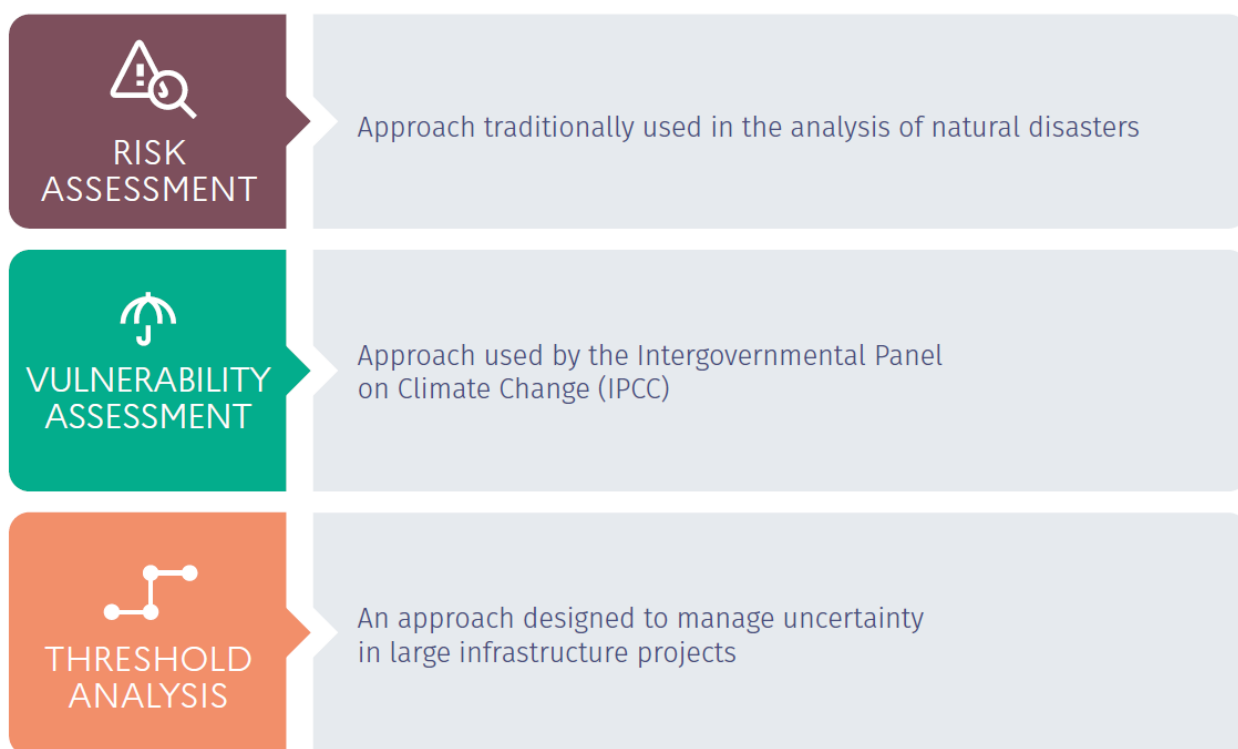 RISK
ASSESSMENT
Approach traditionally used in the analysis of natural disasters
VULNERABILITY
ASSESSMENT
Approach used by the Intergovernmental Panel
on Climate Change (IPCC)
THRESHOLD
ANALYSIS
An approach designed to manage uncertainty
in large infrastructure projects